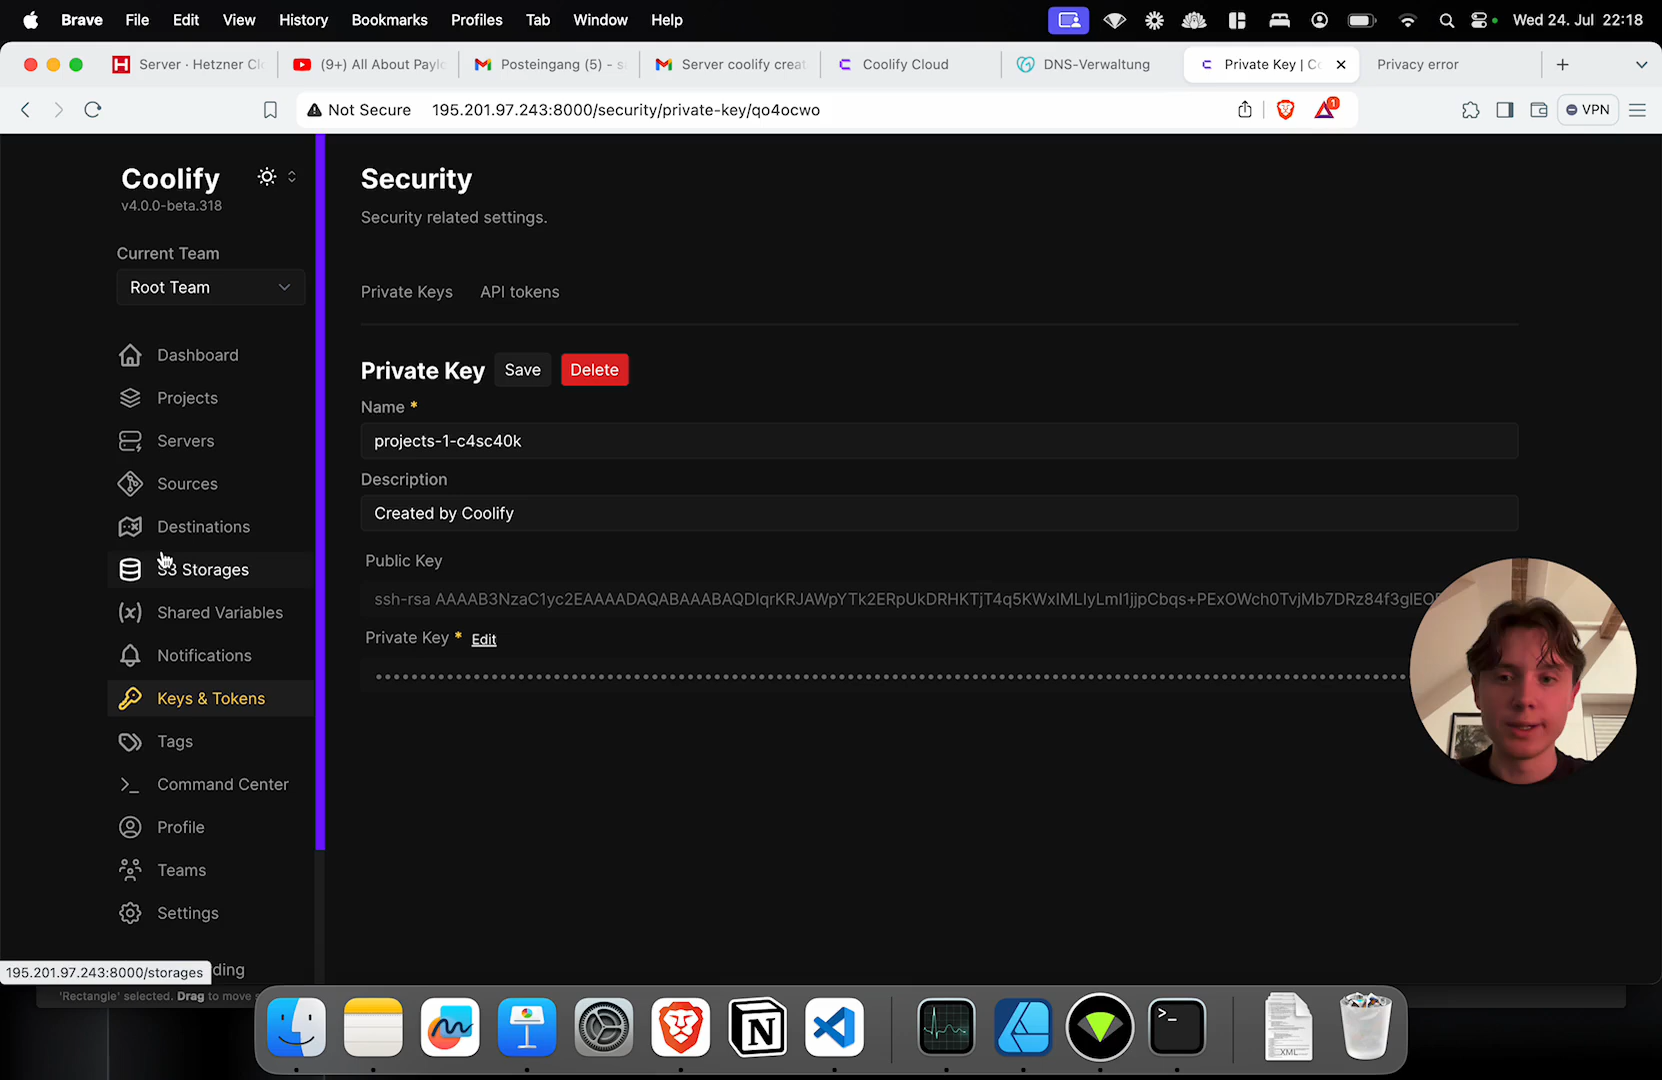 Brave File Edit View History Bookmarks Profiles Tab Window Help Wed 24. Jul 22:18
Server · Hetzner Cl (9+) All About Paylo Posteingang (5) - s Server coolify creat Coolify Cloud DNS-Verwaltung Private Key | C Privacy error
Not Secure 195.201.97.243:8000/security/private-key/qo4ocwo 1 VPN
Coolify
v4.0.0-beta.318
Current Team
Root Team
Dashboard
Projects
Servers
Sources
Destinations
S3 Storages
Shared Variables
Notifications
Keys & Tokens
Tags
Command Center
Profile
Teams
Settings
ding
195.201.97.243:8000/storages
Security
Security related settings.
Private Keys API tokens
Private Key Save Delete
Name *
projects-1-c4sc40k
Description
Created by Coolify
Public Key
ssh-rsa
Private Key * Edit
'Rectangle' selected. Drag to move
XML